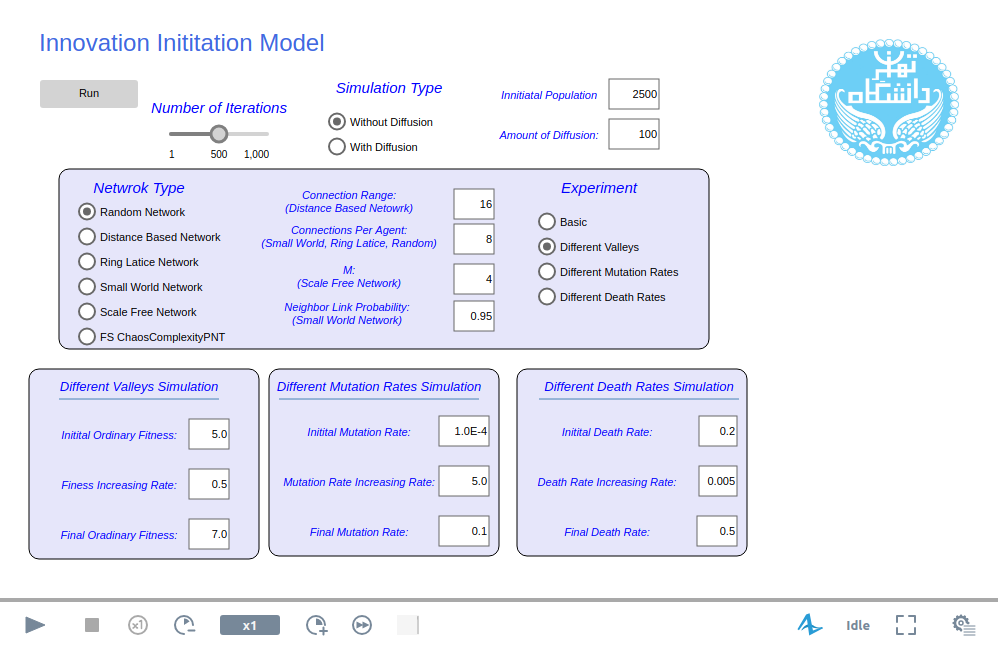 Innovation Inititation Model
Run
Number of Iterations
1 500 1,000
Simulation Type
Without Diffusion
With Diffusion
Innitiatal Population 2500
Amount of Diffusion: 100
Netwrok Type
Random Network
Distance Based Network
Ring Latice Network
Small World Network
Scale Free Network
FS ChaosComplexityPNT
Connection Range:
(Distance Based Netowrk) 16
Connections Per Agent:
(Small World, Ring Latice, Random) 8
M:
(Scale Free Network) 4
Neighbor Link Probability:
(Small World Network) 0.95
Experiment
Basic
Different Valleys
Different Mutation Rates
Different Death Rates
Different Valleys Simulation
Initital Ordinary Fitness: 5.0
Finess Increasing Rate: 0.5
Final Oradinary Fitness: 7.0
Different Mutation Rates Simulation
Initital Mutation Rate: 1.0E-4
Mutation Rate Increasing Rate: 5.0
Final Mutation Rate: 0.1
Different Death Rates Simulation
Initital Death Rate: 0.2
Death Rate Increasing Rate: 0.005
Final Death Rate: 0.5
x1 x1 Idle